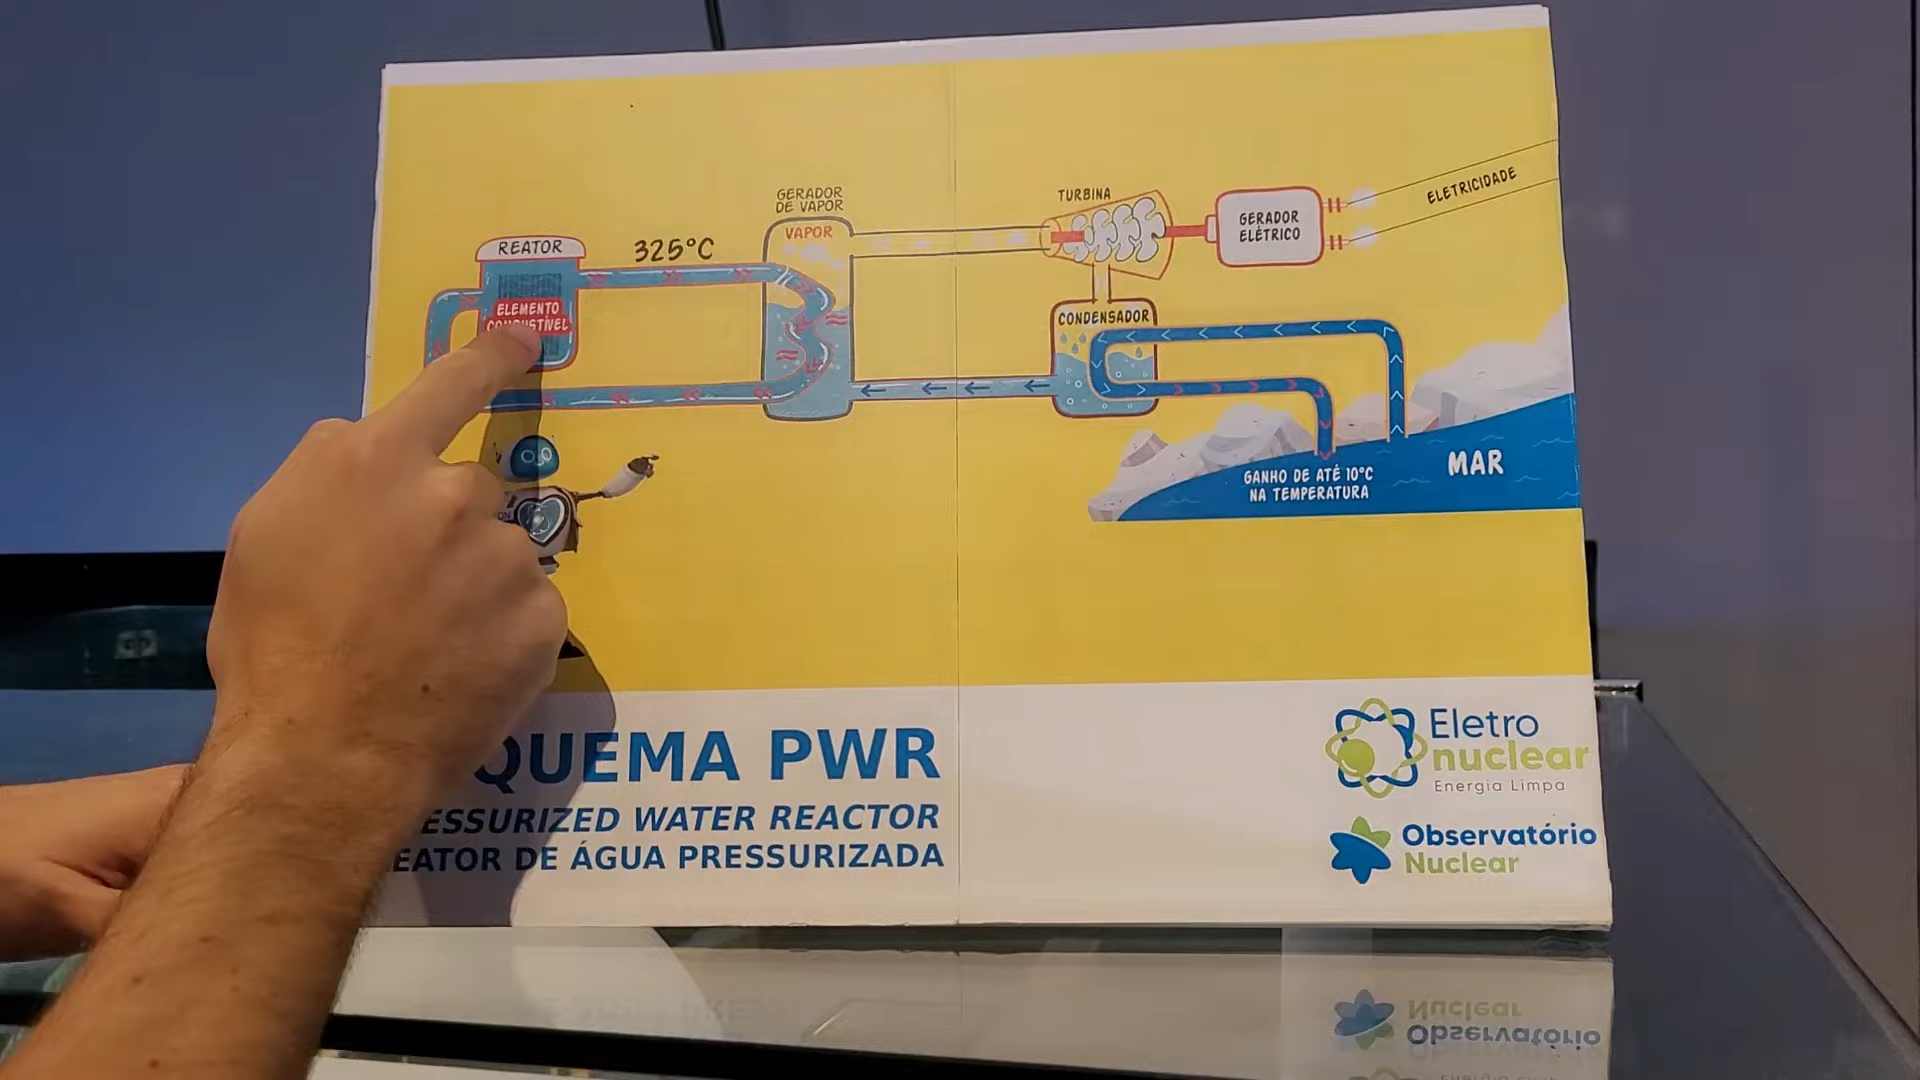 GERADOR
DE VAPOR
VAPOR
TURBINA
ELETRICIDADE
GERADOR
ELÉTRICO
REATOR
325°C
ELEMENTO
COMBUSTÍVEL
CONDENSADOR
MAR
GANHO DE ATÉ 10°C
NA TEMPERATURA
QUEMA PWR
ESSURIZED WATER REACTOR
EATOR DE ÁGUA PRESSURIZADA
Eletro
nuclear
Energia Limpa
Observatório
Nuclear